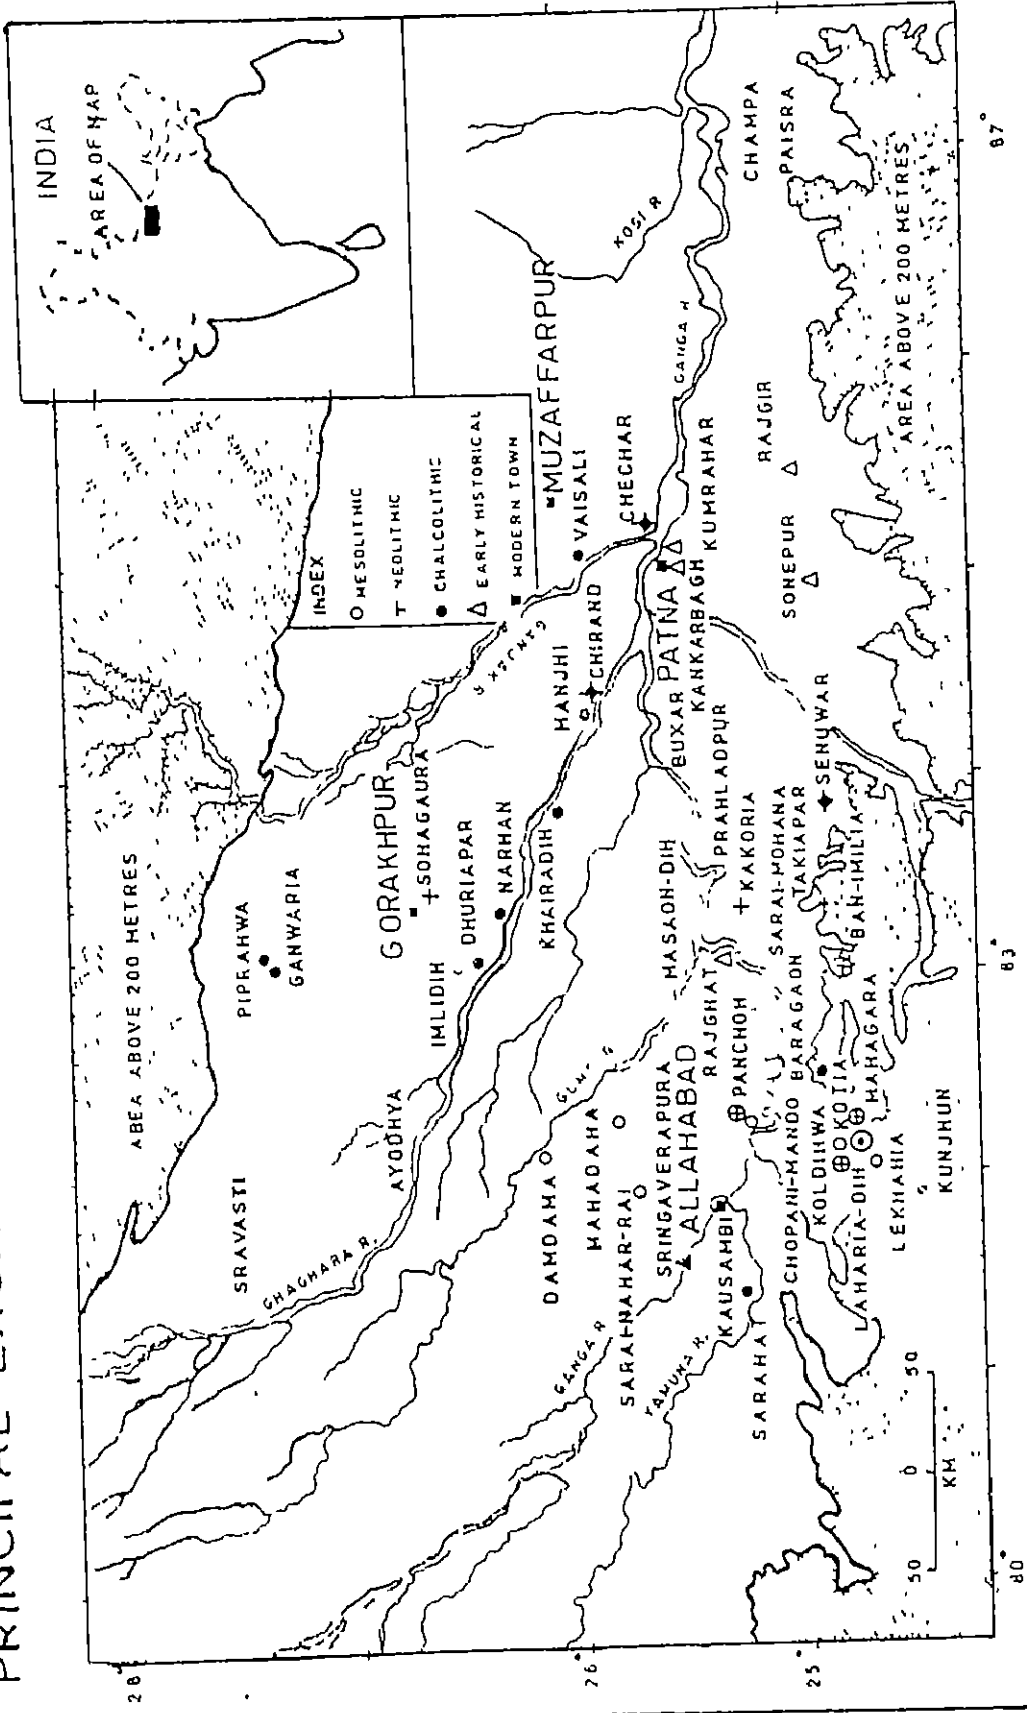 INDIA
AREA OF MAP
ABEA ABOVE 200 METRES
INDEX
MESOLITHIC
NEOLITHIC
CHALCOLITHIC
EARLY HISTORICAL
MODERN TOWN
SRAVASTI
PIPRAHWA
GANWARIA
GHAGHARA R.
AYODHYA
IMLIDIH
GORAKHPUR
SOHAGAURA
DHURIAPAR
NARHAN
KHAIRADIH
MUZAFFARPUR
VAISALI
CHECHAR
HANJHI
CHIRAND
KOSI R
BUXAR
PATNA
KANKARBAGH
KUMRAHAR
RAJGIR
SONEPUR
CHAMPA
PAISRA
DAMDAMA
MAHADAHA
SARAI-NAHAR-RAI
SRINGAVERAPURA
ALLAHABAD
RAJGHAT
MASAON-DIH
PRAHLADPUR
KAKORIA
SARAI-MOHANA
TAKIAPAR
SENUWAR
GANGA R
YAMUNA R.
KAUSAMBI
PANCHOH
SARAHAT
CHOPANI-MANDO
BARAGAON
KOLDIHWA
KOTIA
BAN-IMILIA
LAHARIA-DIH
MAHAGARA
LEKHAHIA
KUNJHUN
AREA ABOVE 200 METRES
50 0 50
KM
28°
26°
25°
80°
83°
87°